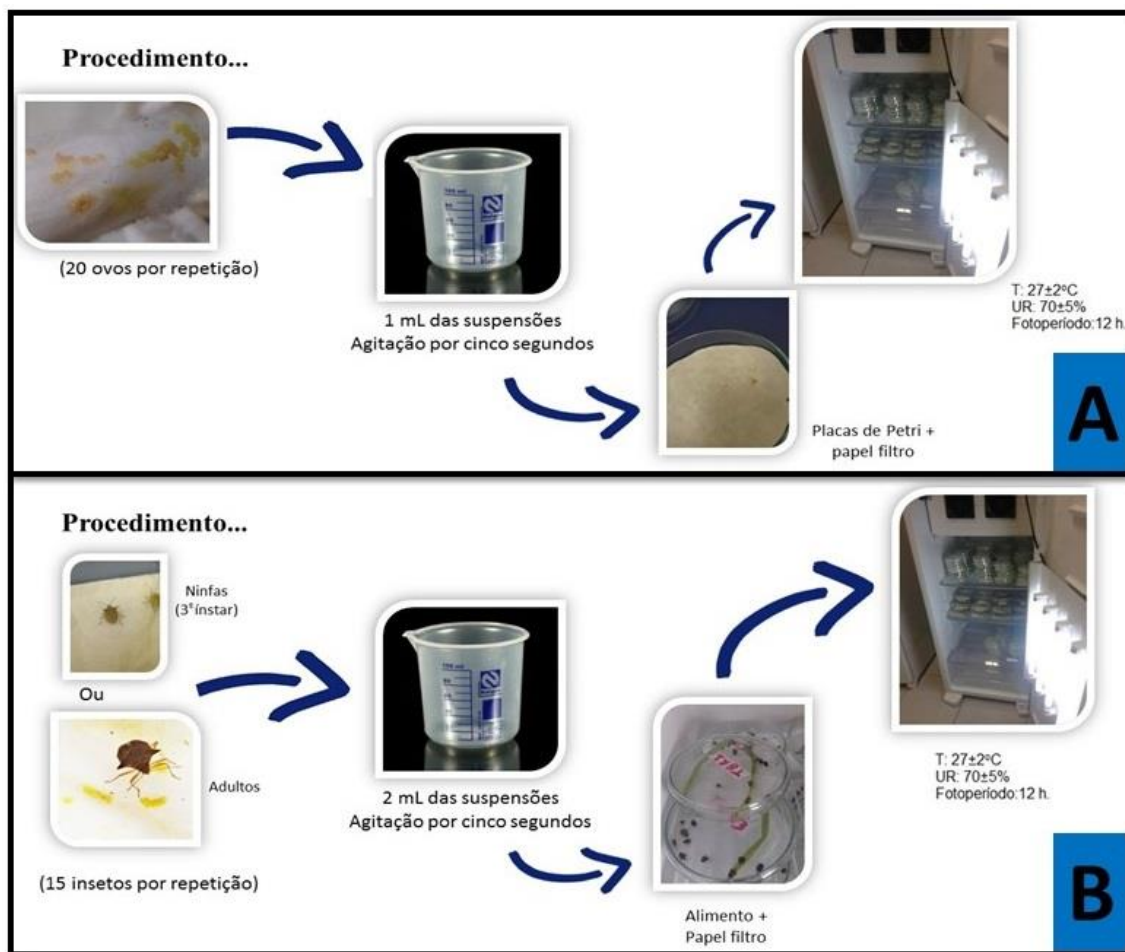 Procedimento...
(20 ovos por repetição)
1 mL das suspensões
Agitação por cinco segundos
Placas de Petri +
papel filtro
T: 27±2ºC
UR: 70±5%
Fotoperíodo:12 h.
A
Procedimento...
Ninfas
(3°ínstar)
Ou
Adultos
(15 insetos por repetição)
2 mL das suspensões
Agitação por cinco segundos
Alimento +
Papel filtro
T: 27±2ºC
UR: 70±5%
Fotoperíodo:12 h.
B